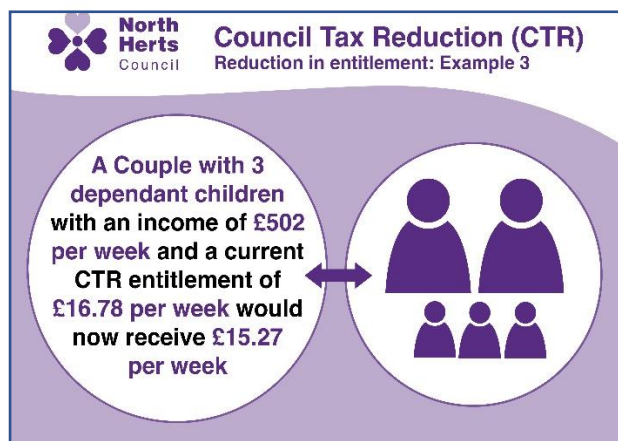 North
Herts
Council
Council Tax Reduction (CTR)
Reduction in entitlement: Example 3
A Couple with 3
dependant children
with an income of £502
per week and a current
CTR entitlement of
£16.78 per week would
now receive £15.27
per week